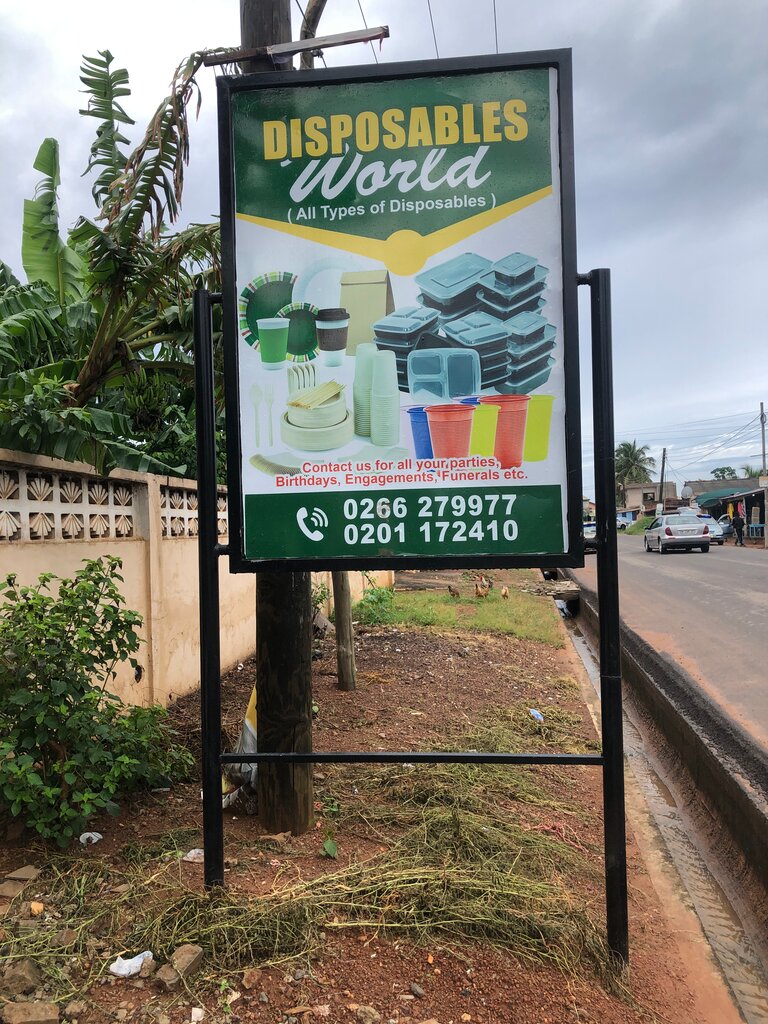 DISPOSABLES
World
( All Types of Disposables )
Contact us for all your parties,
Birthdays, Engagements, Funerals etc.
0266 279977
0201 172410